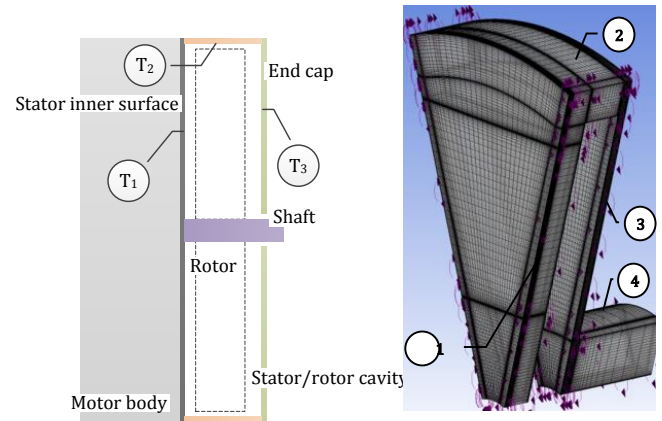 T2
End cap
Stator inner surface
T3
T1
Shaft
Rotor
Stator/rotor cavity
Motor body
2
3
4
1